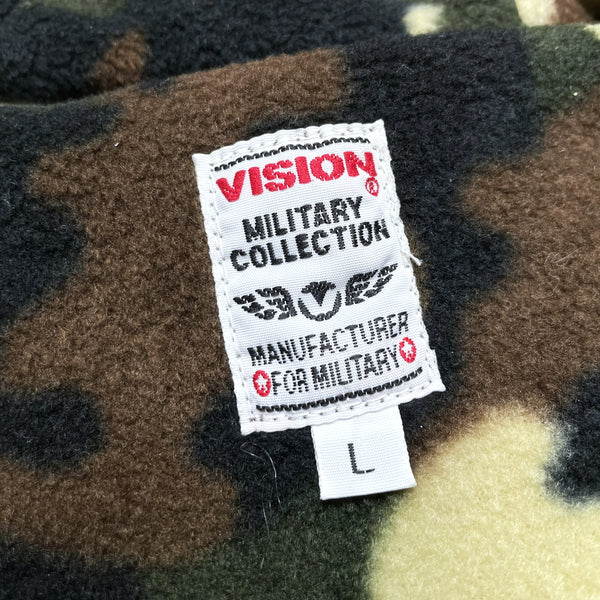 VISION®
MILITARY
COLLECTION
MANUFACTURER
FOR MILITARY
L